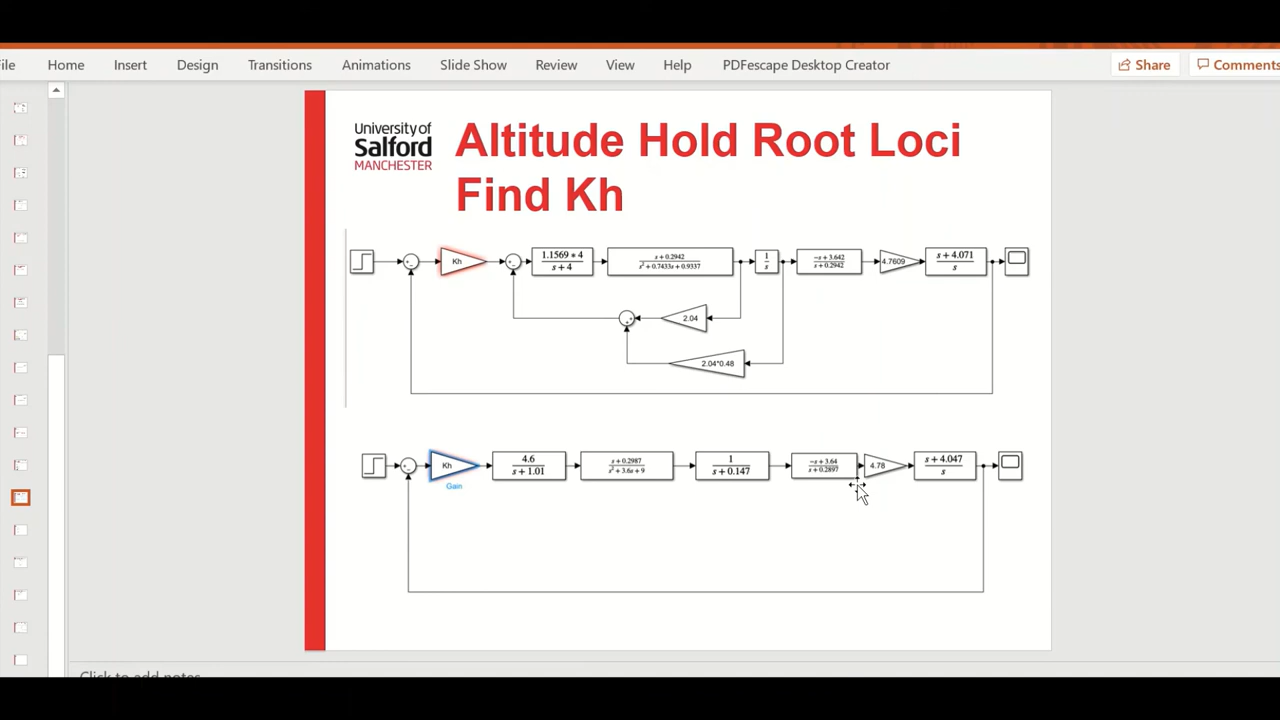 File Home Insert Design Transitions Animations Slide Show Review View Help PDFescape Desktop Creator Share Comments
University of
Salford
MANCHESTER
Altitude Hold Root Loci
Find Kh
Kh
1.1569 * 4
s + 4
s + 0.2942
s² + 0.7433s + 0.9337
1
s
−s + 3.642
s + 0.2942
4.7609
s + 4.071
s
2.04
2.04*0.48
Kh
Gain
4.6
s + 1.01
s + 0.2987
s² + 3.6s + 9
1
s + 0.147
−s + 3.64
s + 0.2897
4.78
s + 4.047
s
Click to add notes